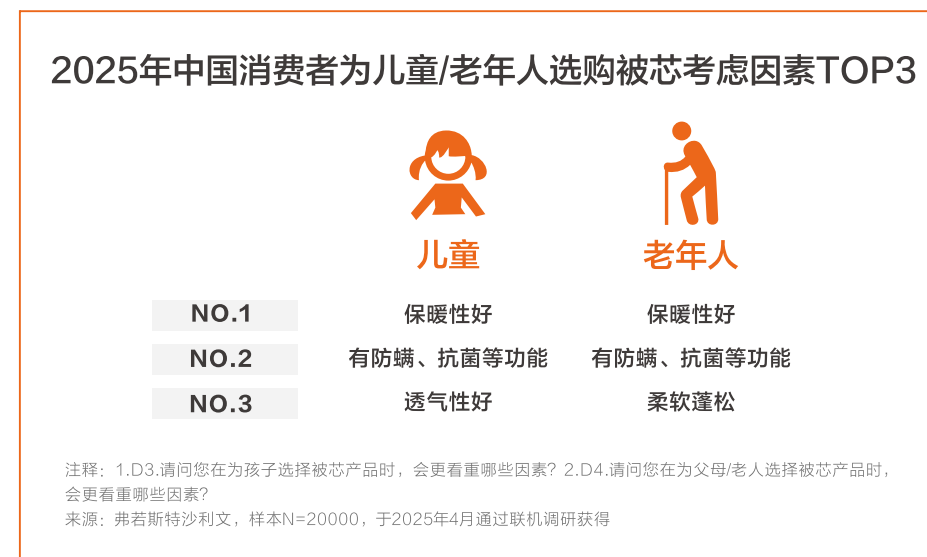 2025年中国消费者为儿童/老年人选购被芯考虑因素TOP3
儿童 老年人
NO.1 保暖性好 保暖性好
NO.2 有防螨、抗菌等功能 有防螨、抗菌等功能
NO.3 透气性好 柔软蓬松
注释：1.D3.请问您在为孩子选择被芯产品时，会更看重哪些因素？2.D4.请问您在为父母/老人选择被芯产品时，
会更看重哪些因素？
来源：弗若斯特沙利文，样本N=20000，于2025年4月通过联机调研获得